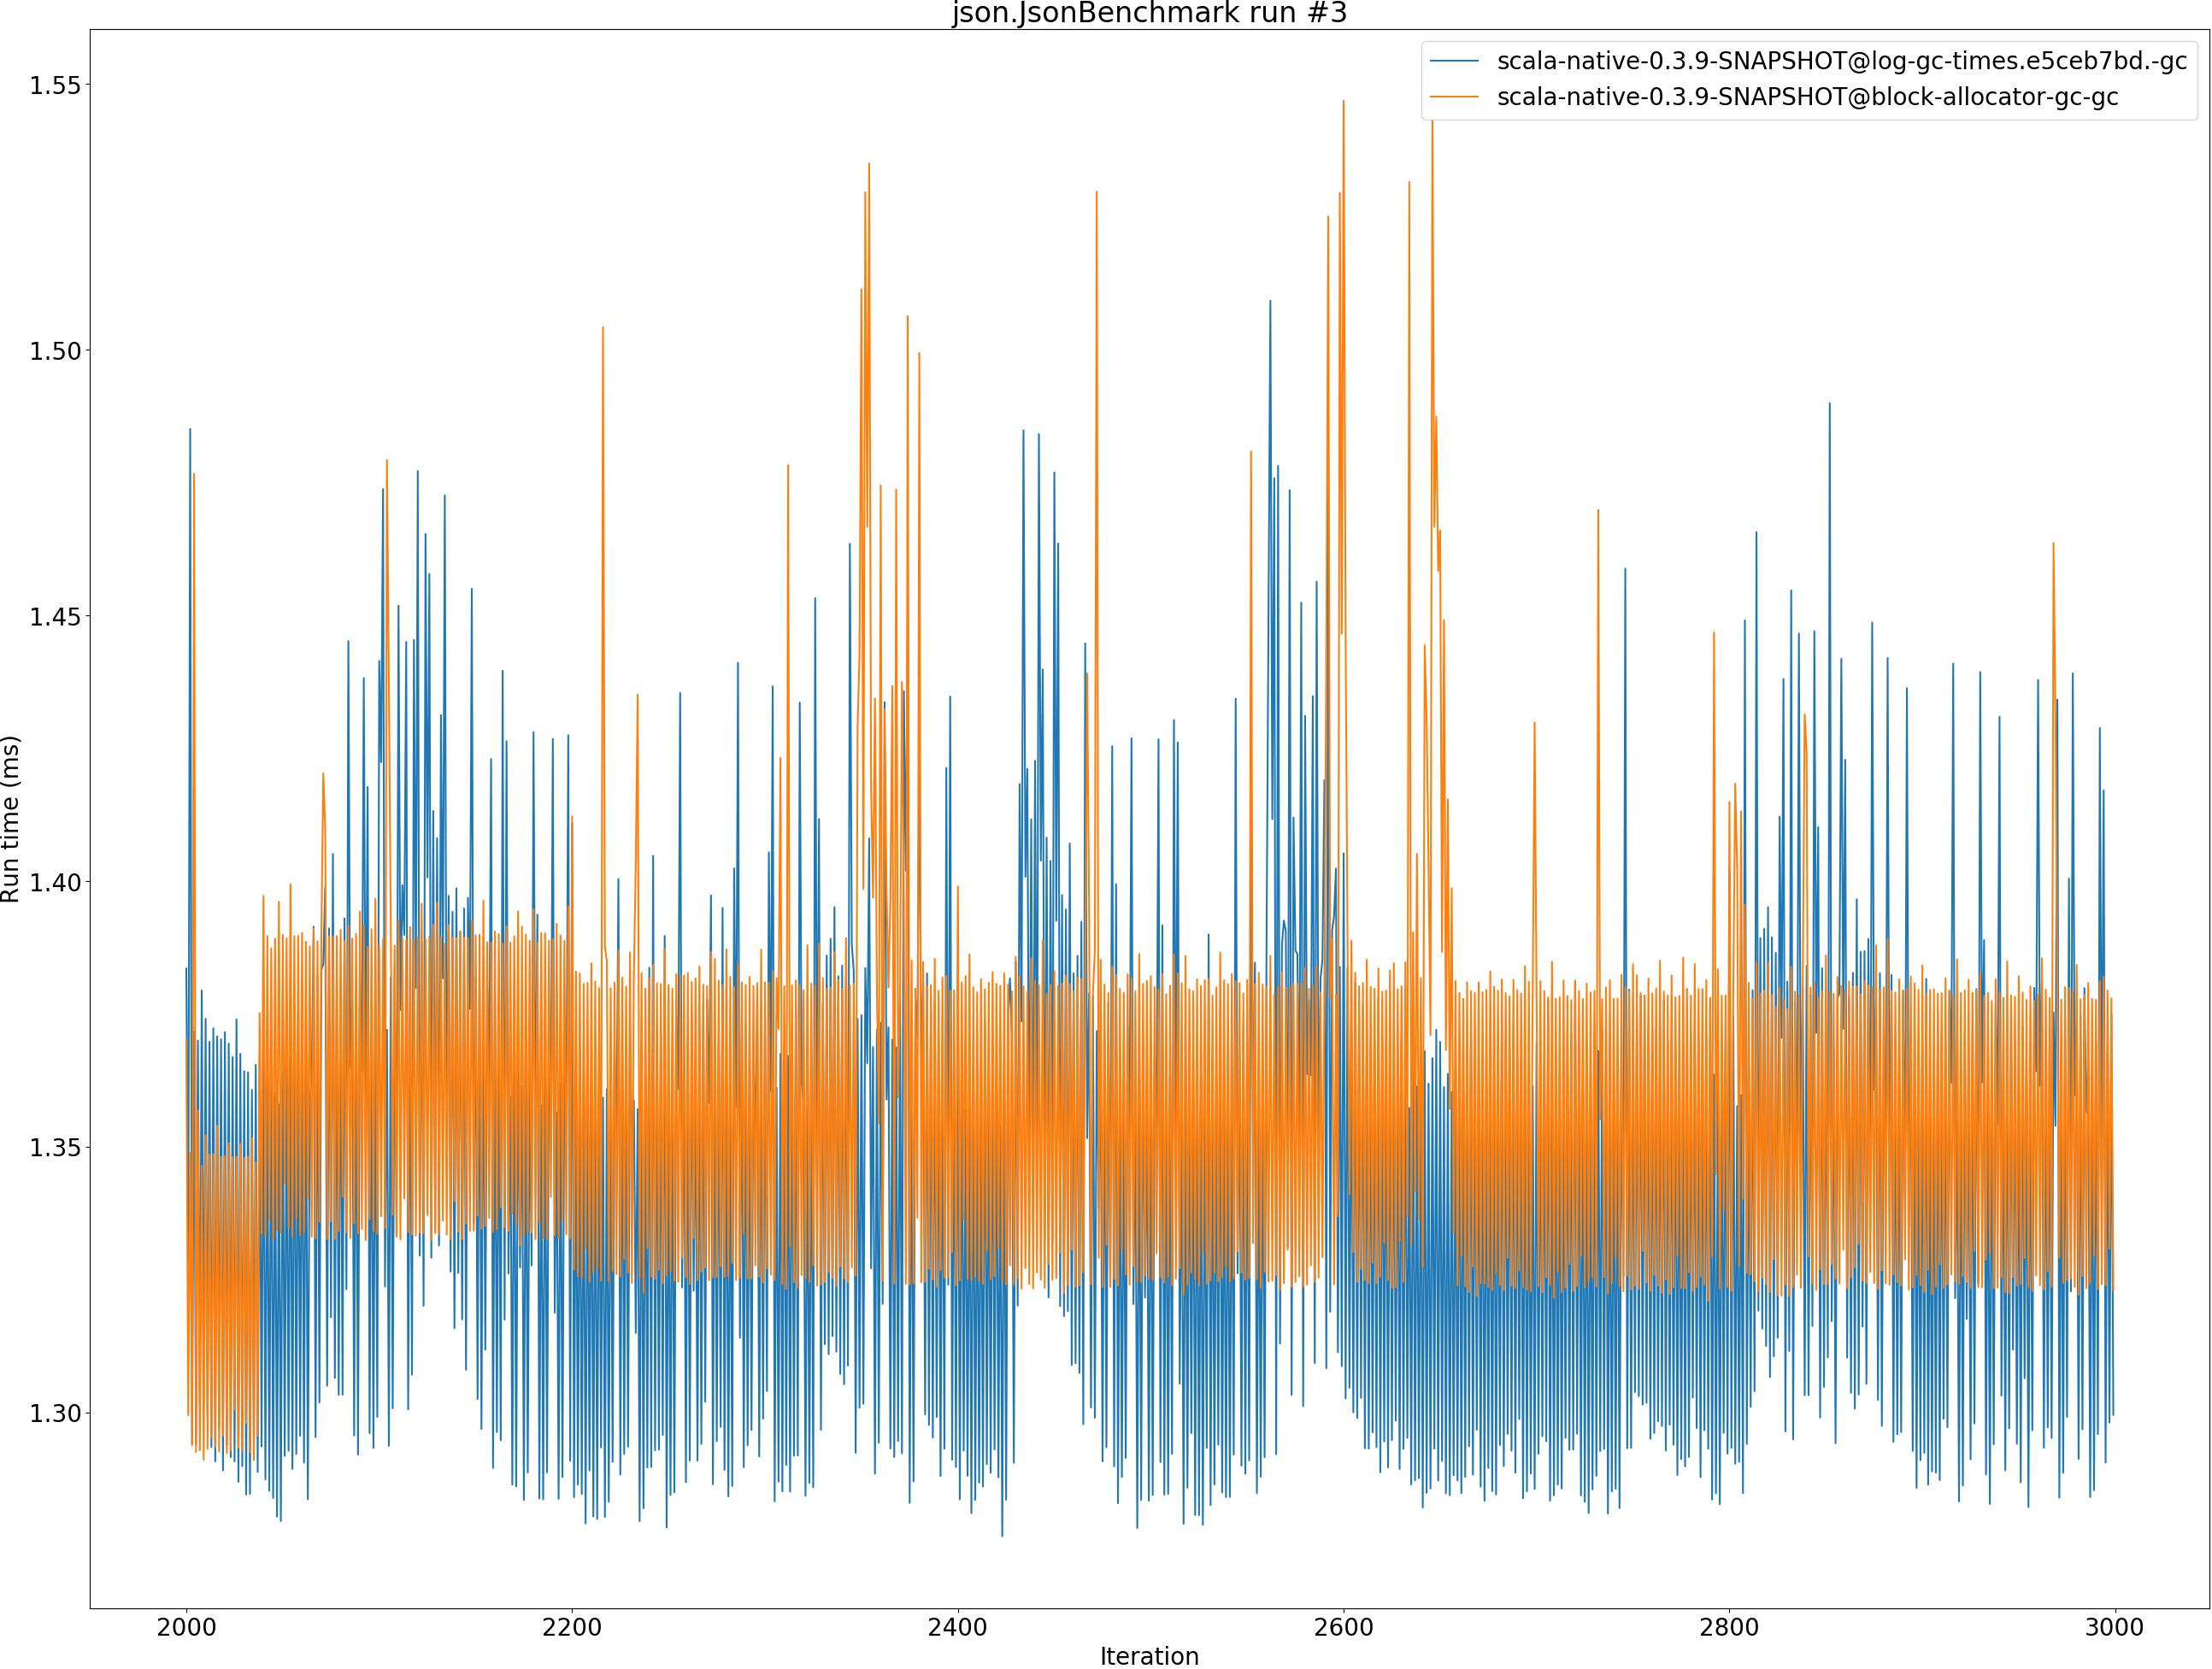 json.JsonBenchmark run #3
scala-native-0.3.9-SNAPSHOT@log-gc-times.e5ceb7bd.-gc
scala-native-0.3.9-SNAPSHOT@block-allocator-gc-gc
1.55
1.50
1.45
1.40
1.35
1.30
Run time (ms)
2000 2200 2400 2600 2800 3000
Iteration